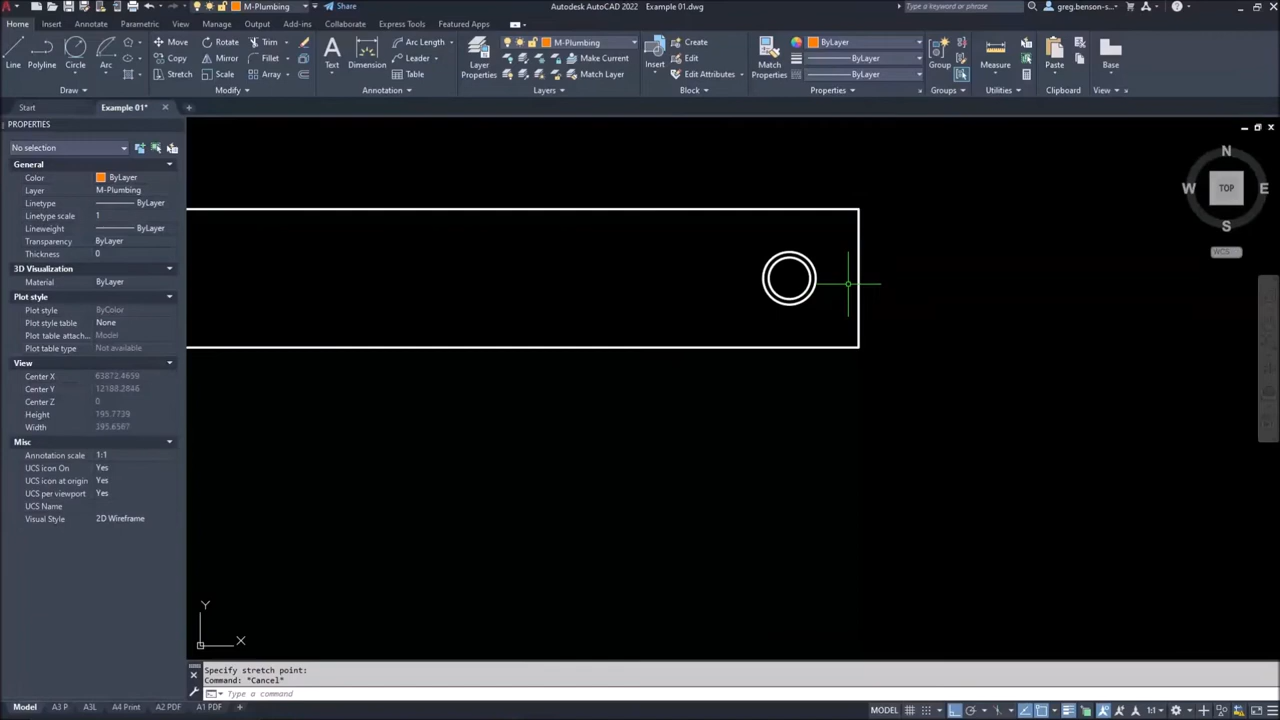 M-Plumbing Share Autodesk AutoCAD 2022 Example 01.dwg Type a keyword or phrase greg.benson-s...
Home Insert Annotate Parametric View Manage Output Add-ins Collaborate Express Tools Featured Apps
Line Polyline Circle Arc Move Rotate Trim Text Dimension Arc Length Layer Properties M-Plumbing Insert Create Match Properties ByLayer Group Measure Paste Base
Copy Mirror Fillet Leader Make Current Edit ByLayer
Stretch Scale Array Table Match Layer Edit Attributes ByLayer
Draw Modify Annotation Layers Block Properties Groups Utilities Clipboard View
Start Example 01*
PROPERTIES
No selection
General
Color ByLayer
Layer M-Plumbing
Linetype ByLayer
Linetype scale 1
Lineweight ByLayer
Transparency ByLayer
Thickness 0
3D Visualization
Material ByLayer
Plot style
Plot style ByColor
Plot style table None
Plot table attach... Model
Plot table type Not available
View
Center X 63872.4659
Center Y 12188.2846
Center Z 0
Height 195.7739
Width 395.6567
Misc
Annotation scale 1:1
UCS icon On Yes
UCS icon at origin Yes
UCS per viewport Yes
UCS Name
Visual Style 2D Wireframe
N
W TOP E
S
WCS
Y
X
Specify stretch point:
Command: *Cancel*
Type a command
Model A3 P A3L A4 Print A2 PDF A1 PDF + MODEL 1:1